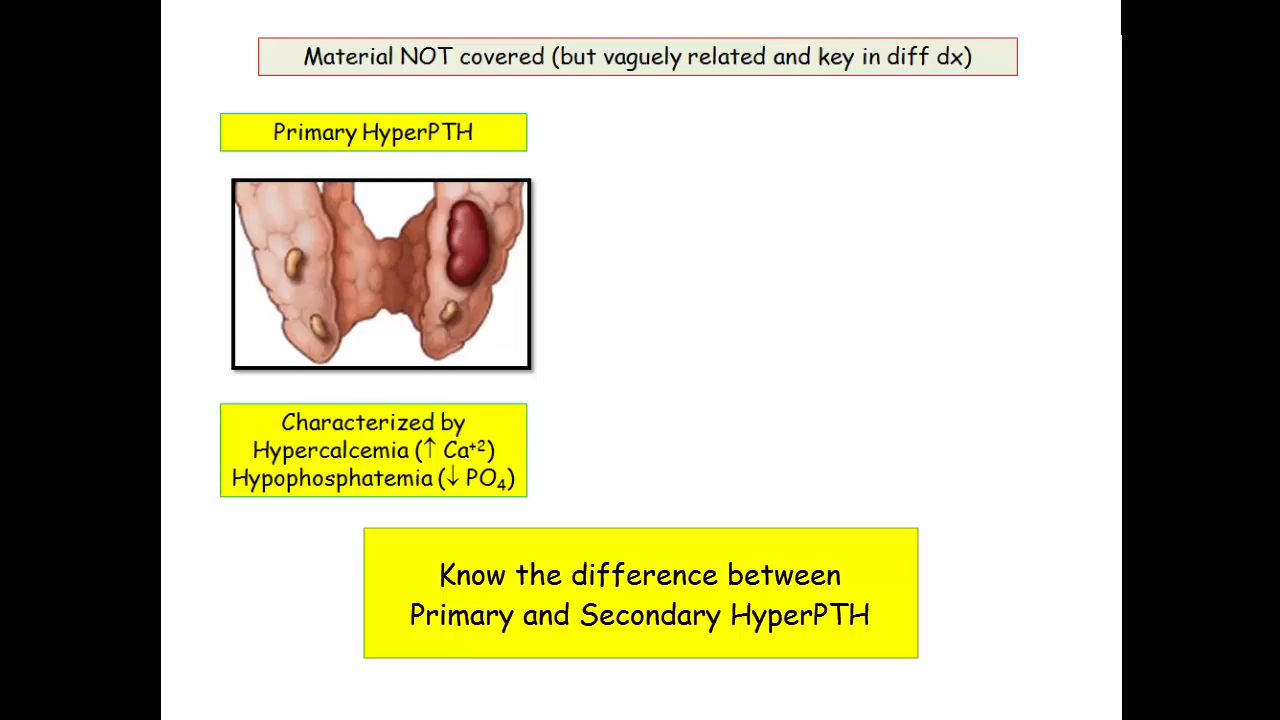 Material NOT covered (but vaguely related and key in diff dx)
Primary HyperPTH
Characterized by
Hypercalcemia (↑ Ca⁺²)
Hypophosphatemia (↓ PO₄)
Know the difference between
Primary and Secondary HyperPTH